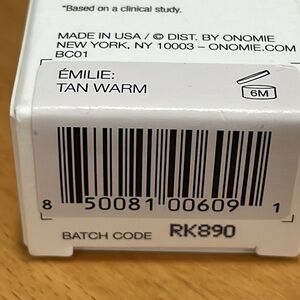 *Based on a clinical study.
MADE IN USA / © DIST. BY ONOMIE
NEW YORK, NY 10003 – ONOMIE.COM
BC01
ÉMILIE:
TAN WARM
6M
8 50081 00609 1
BATCH CODE RK890